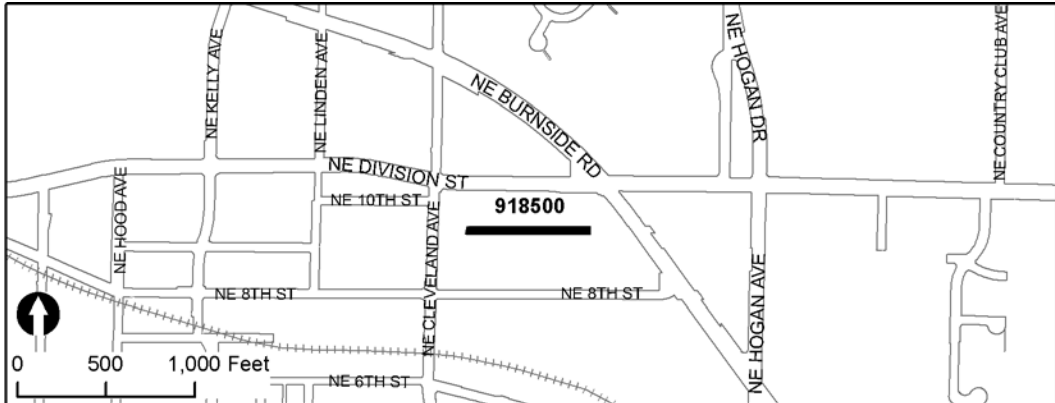 NE KELLY AVE
NE LINDEN AVE
NE BURNSIDE RD
NE HOGAN DR
NE COUNTRY CLUB AVE
NE DIVISION ST
NE HOOD AVE
NE 10TH ST
918500
NE CLEVELAND AVE
NE 8TH ST
NE 8TH ST
NE HOGAN AVE
0 500 1,000 Feet
NE 6TH ST